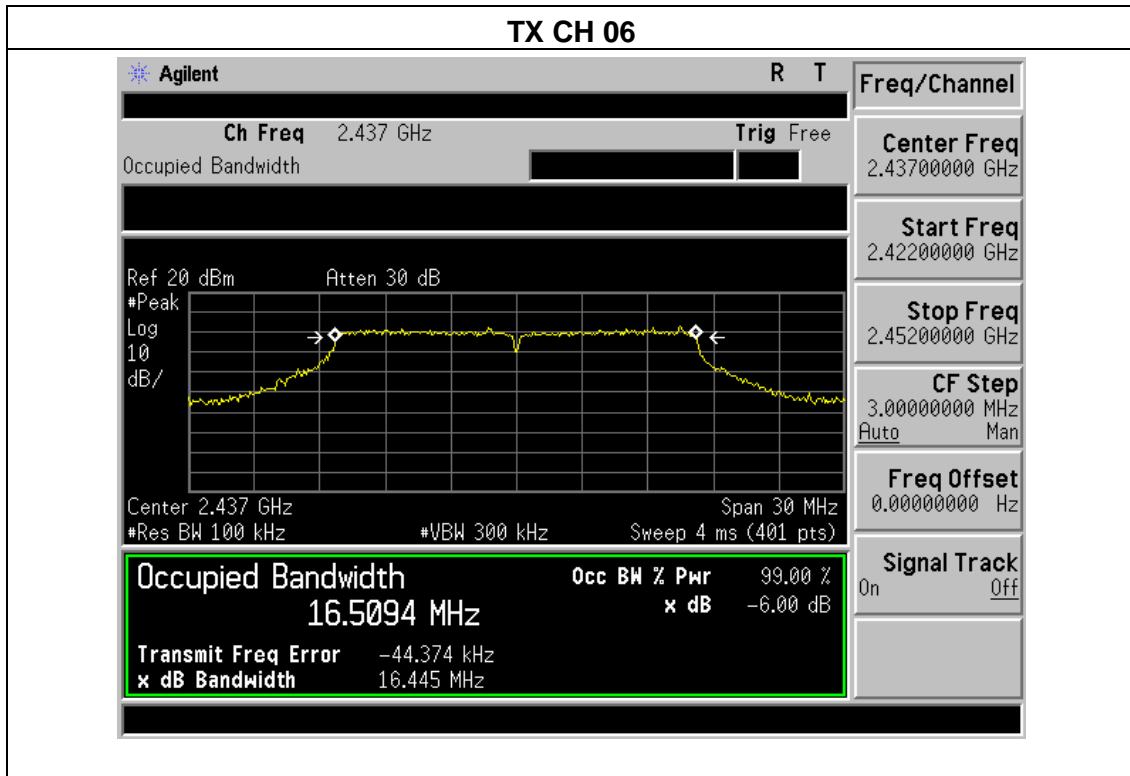 TX CH 06
Agilent R T
Freq/Channel
Ch Freq 2.437 GHz Trig Free
Occupied Bandwidth
Center Freq
2.43700000 GHz
Start Freq
2.42200000 GHz
Stop Freq
2.45200000 GHz
CF Step
3.00000000 MHz
Auto Man
Freq Offset
0.00000000 Hz
Signal Track
On Off
Ref 20 dBm Atten 30 dB
#Peak
Log
10
dB/
Center 2.437 GHz Span 30 MHz
#Res BW 100 kHz #VBW 300 kHz Sweep 4 ms (401 pts)
Occupied Bandwidth Occ BW % Pwr 99.00 %
16.5094 MHz x dB -6.00 dB
Transmit Freq Error -44.374 kHz
x dB Bandwidth 16.445 MHz